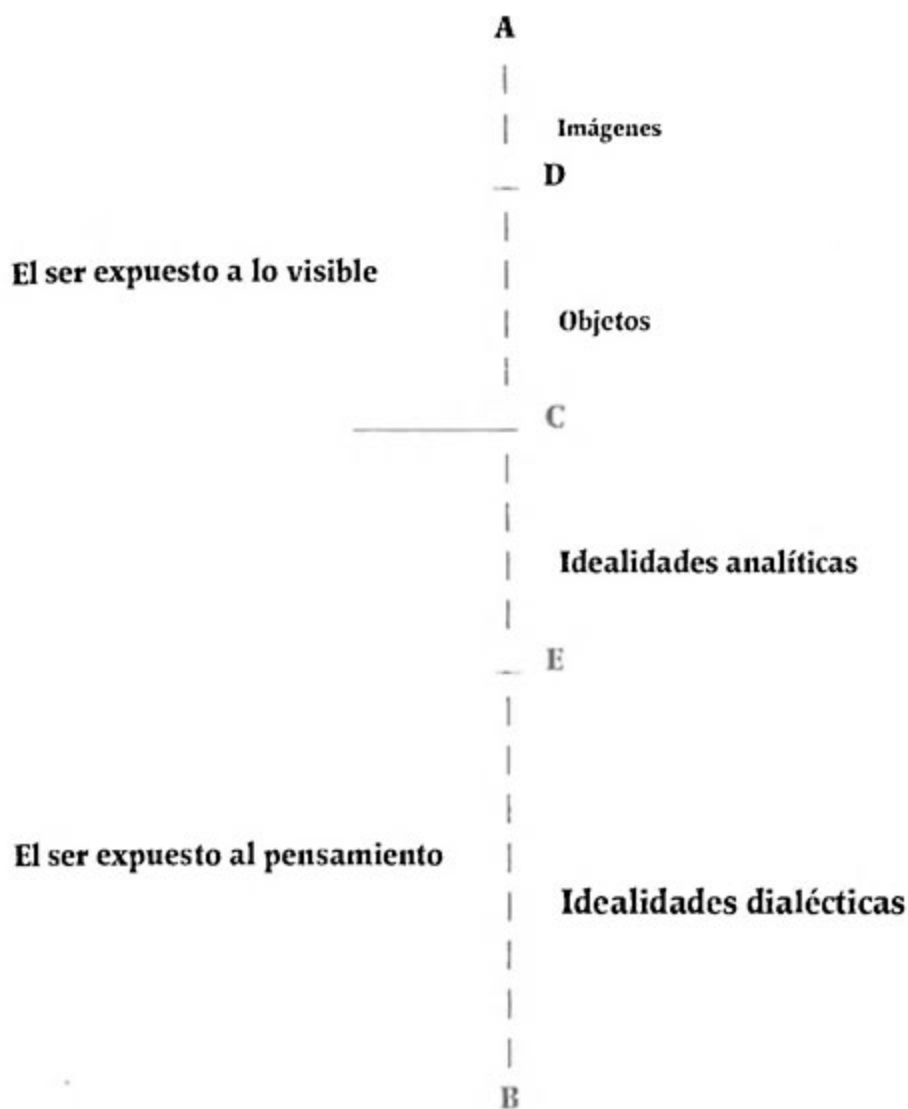 A
Imágenes
D
El ser expuesto a lo visible
Objetos
C
Idealidades analíticas
E
El ser expuesto al pensamiento
Idealidades dialécticas
B